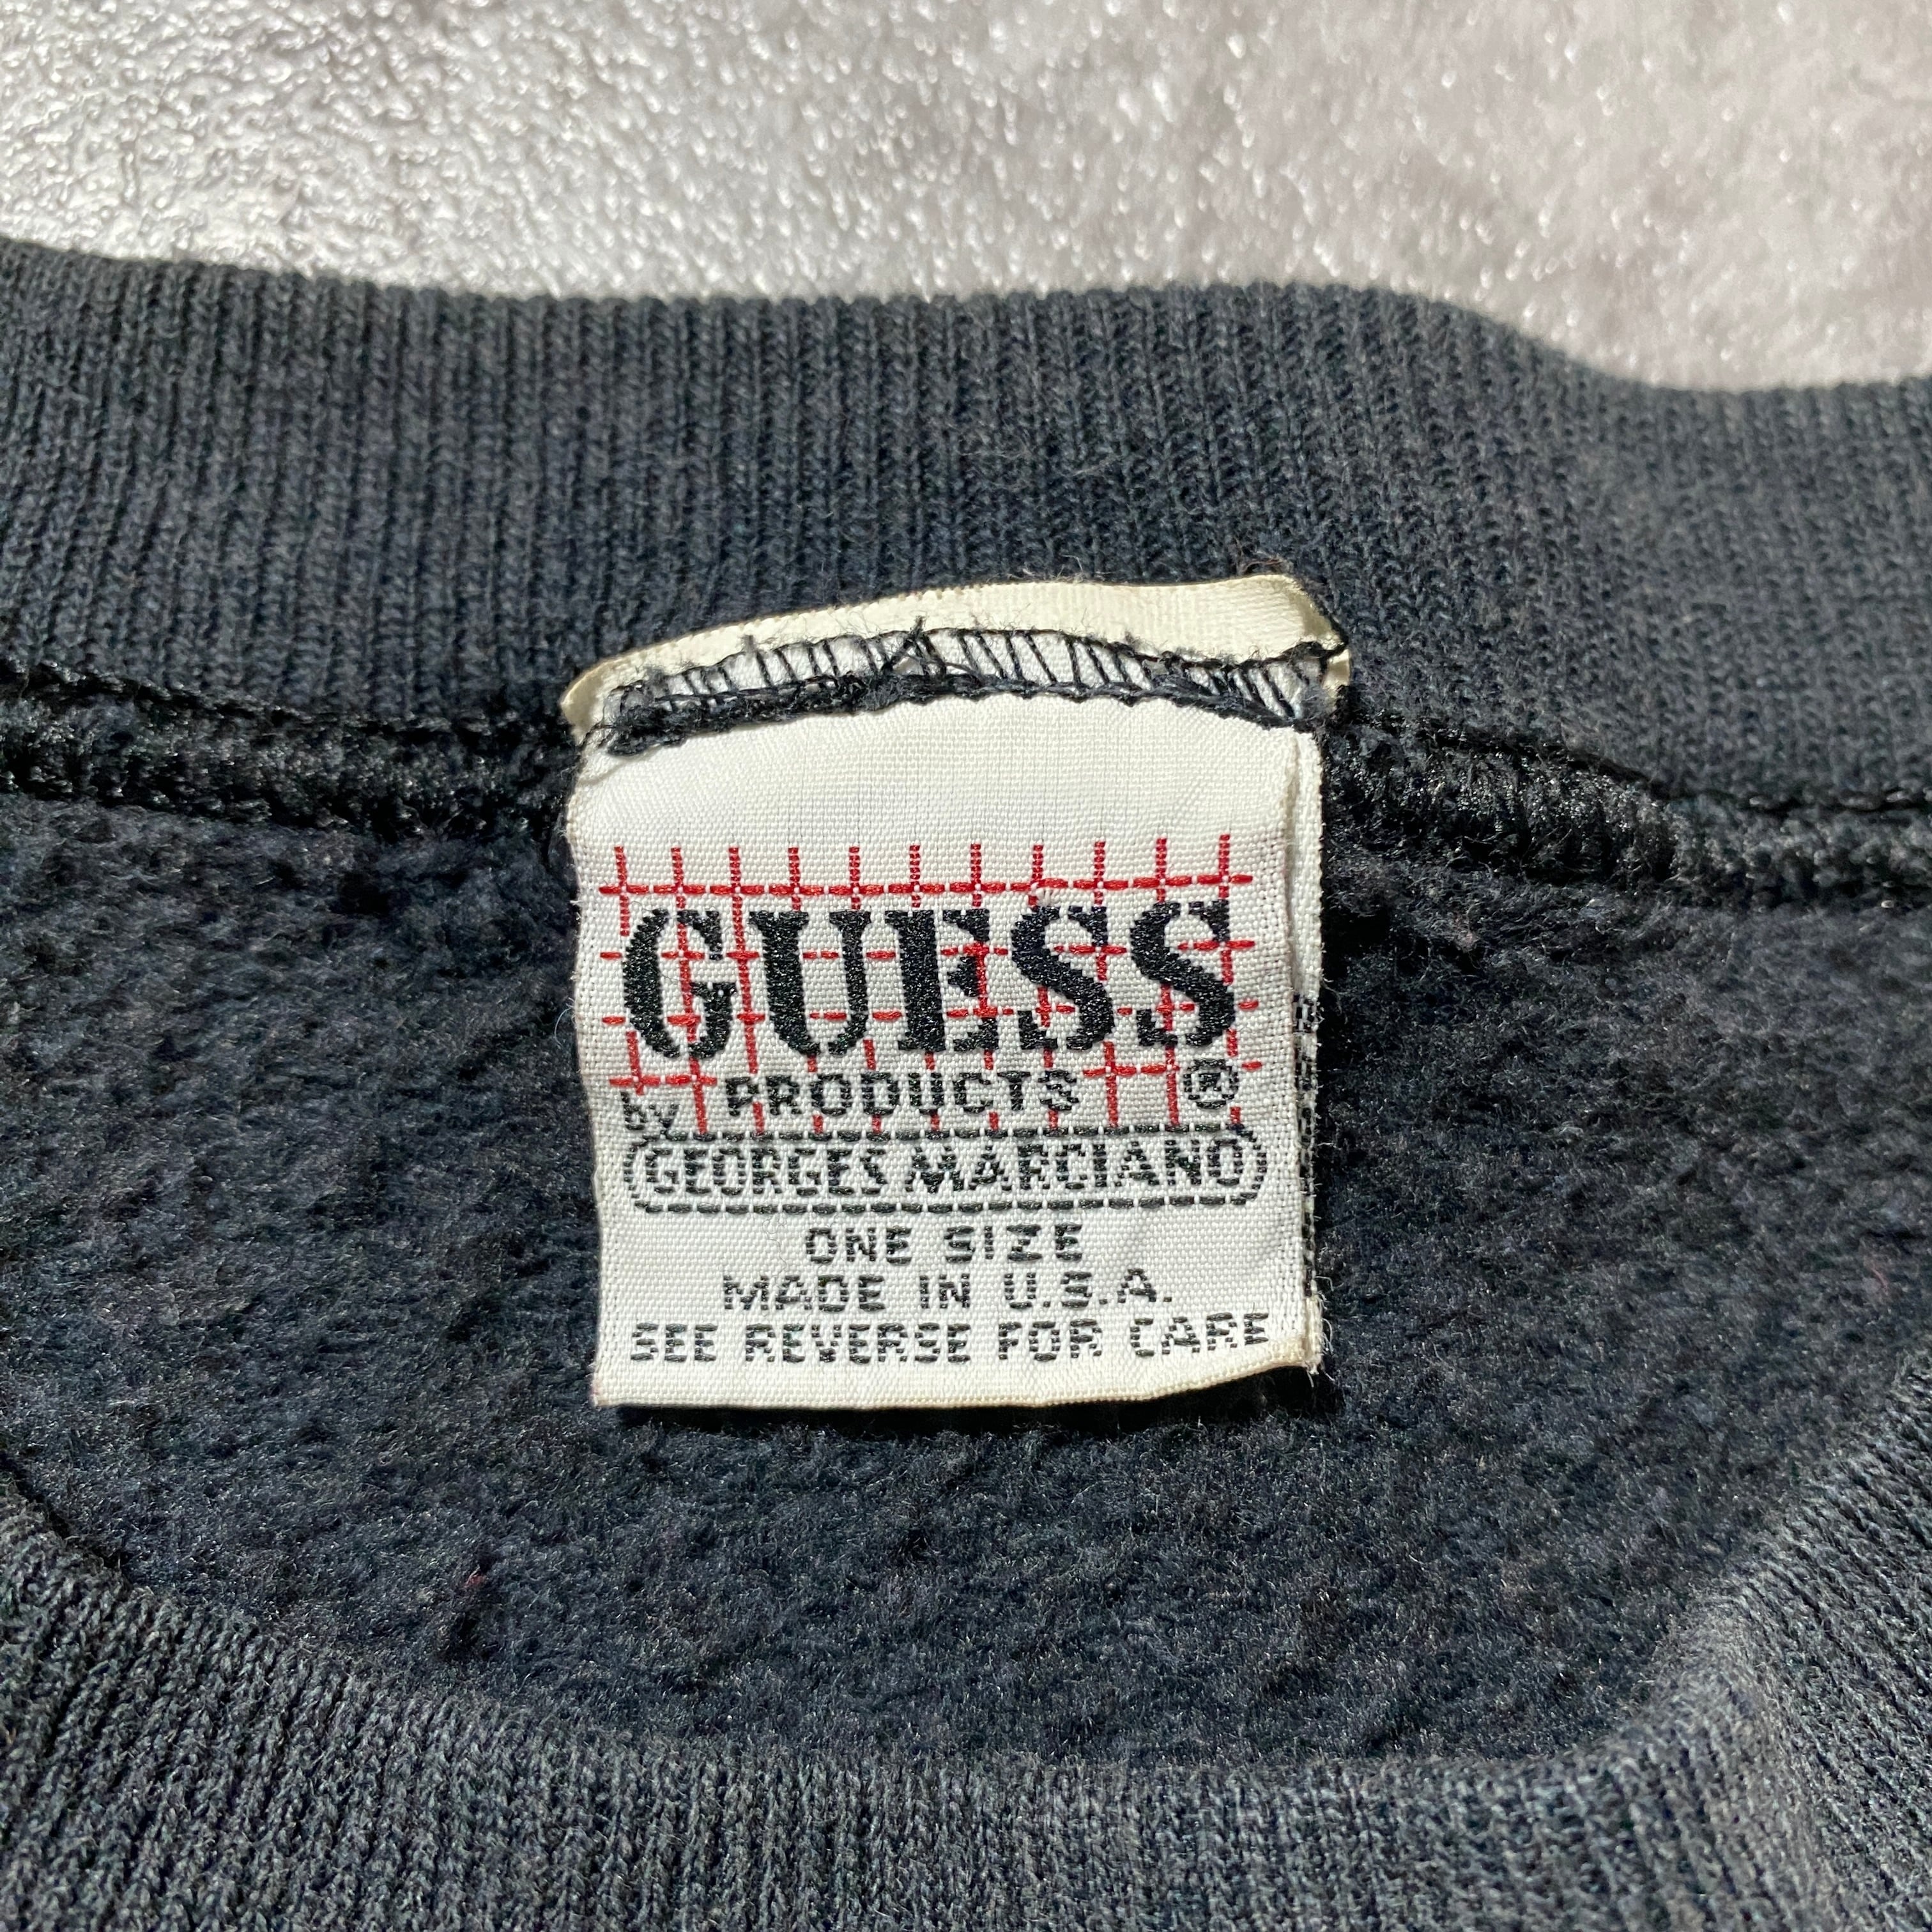 GUESS
PRODUCTS ®
by
GEORGES MARCIANO
ONE SIZE
MADE IN U.S.A.
SEE REVERSE FOR CARE